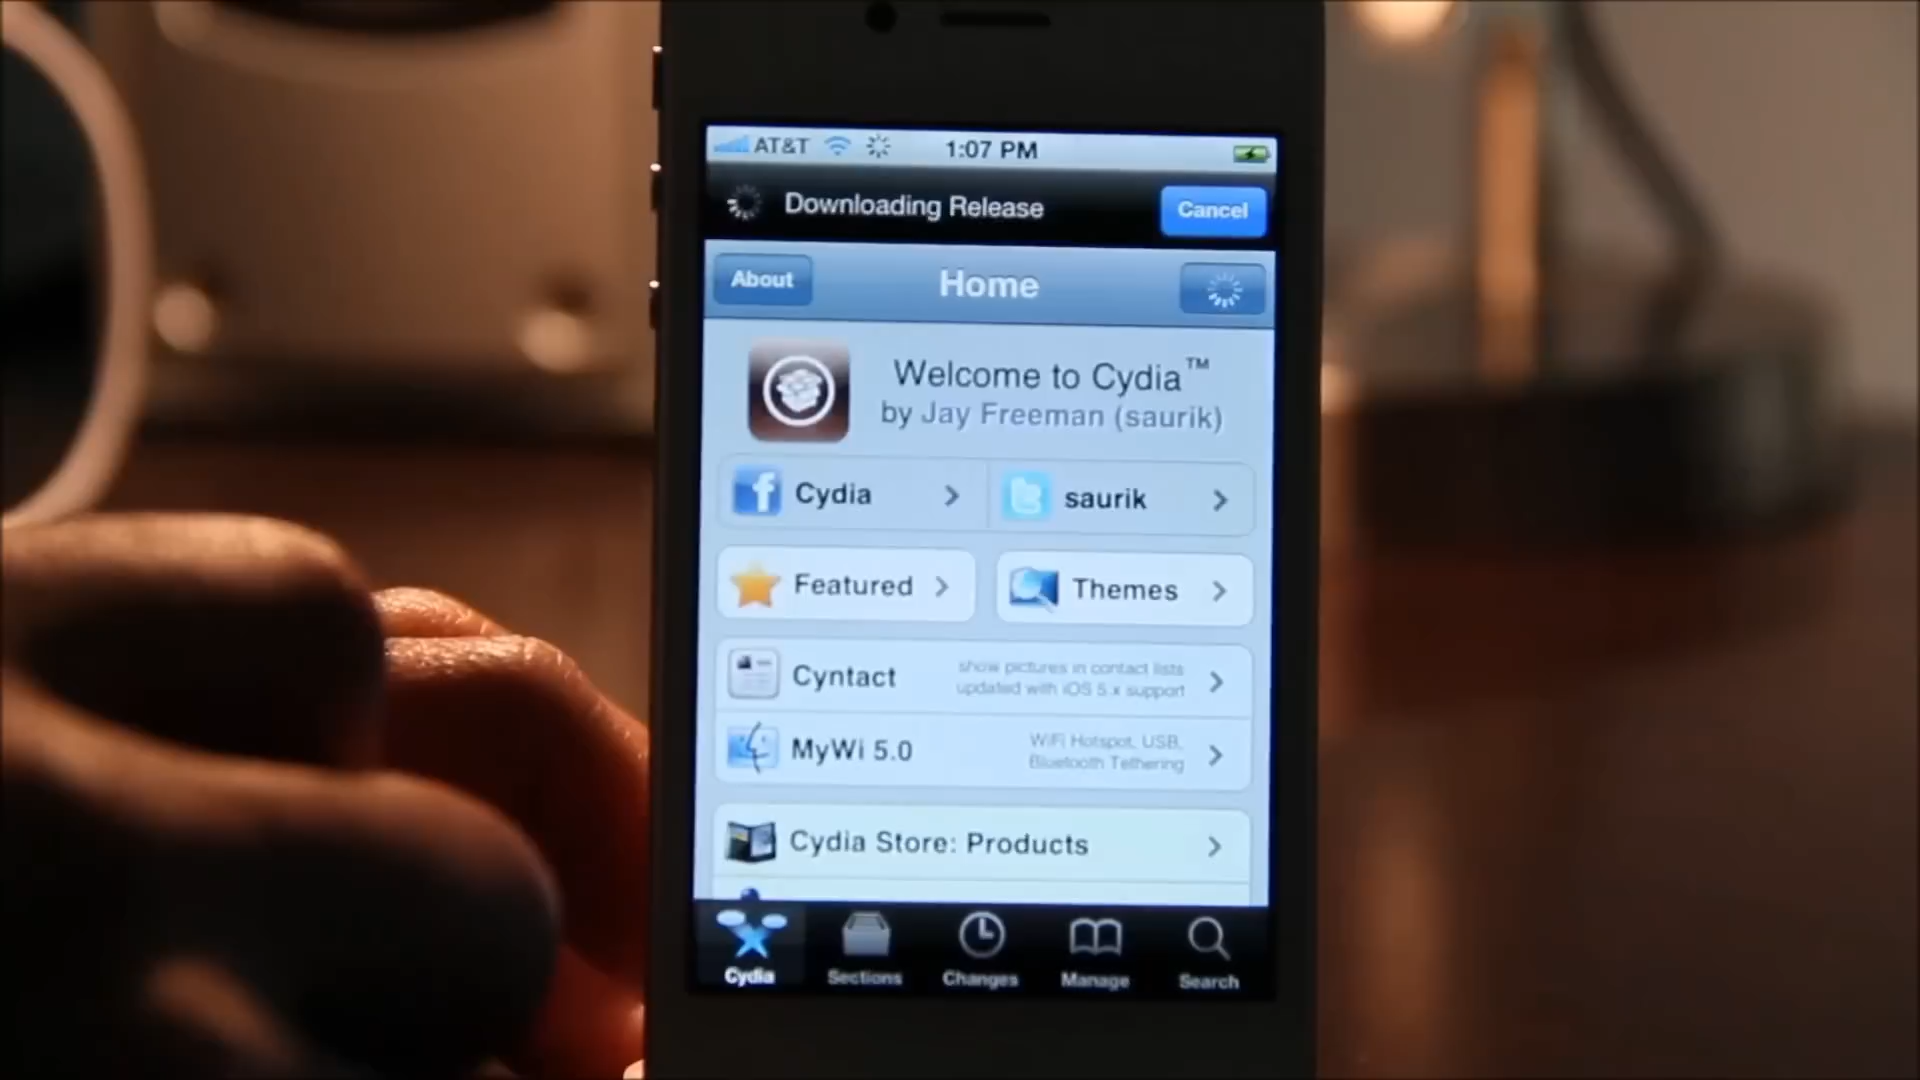 AT&T 1:07 PM
Downloading Release Cancel
About Home
Welcome to Cydia™
by Jay Freeman (saurik)
Cydia saurik
Featured Themes
Cyntact show pictures in contact lists
updated with iOS 5.x support
MyWi 5.0 WiFi Hotspot, USB,
Bluetooth Tethering
Cydia Store: Products
Cydia Sections Changes Manage Search